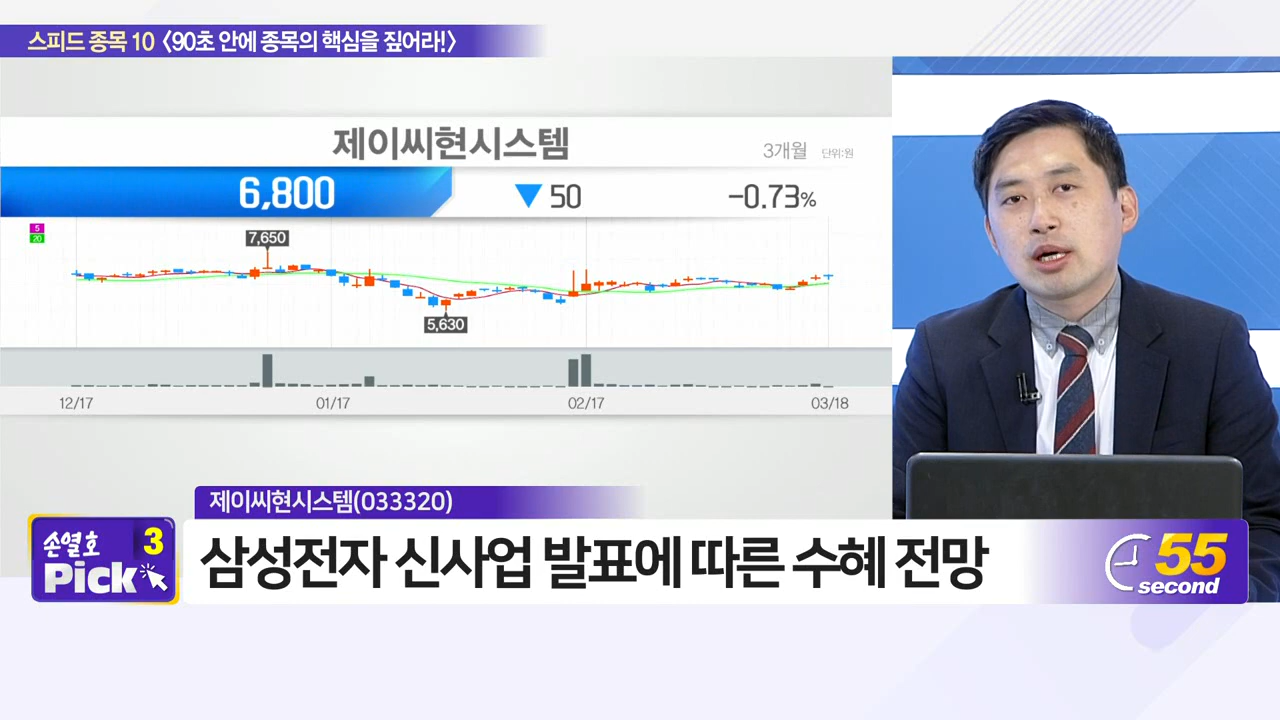 스피드 종목 10 〈90초 안에 종목의 핵심을 짚어라!〉
제이씨현시스템
3개월 단위:원
6,800 ▼50 -0.73%
5
20
7,650
5,630
12/17 01/17 02/17 03/18
제이씨현시스템(033320)
손열호 3
Pick
삼성전자 신사업 발표에 따른 수혜 전망
55
second